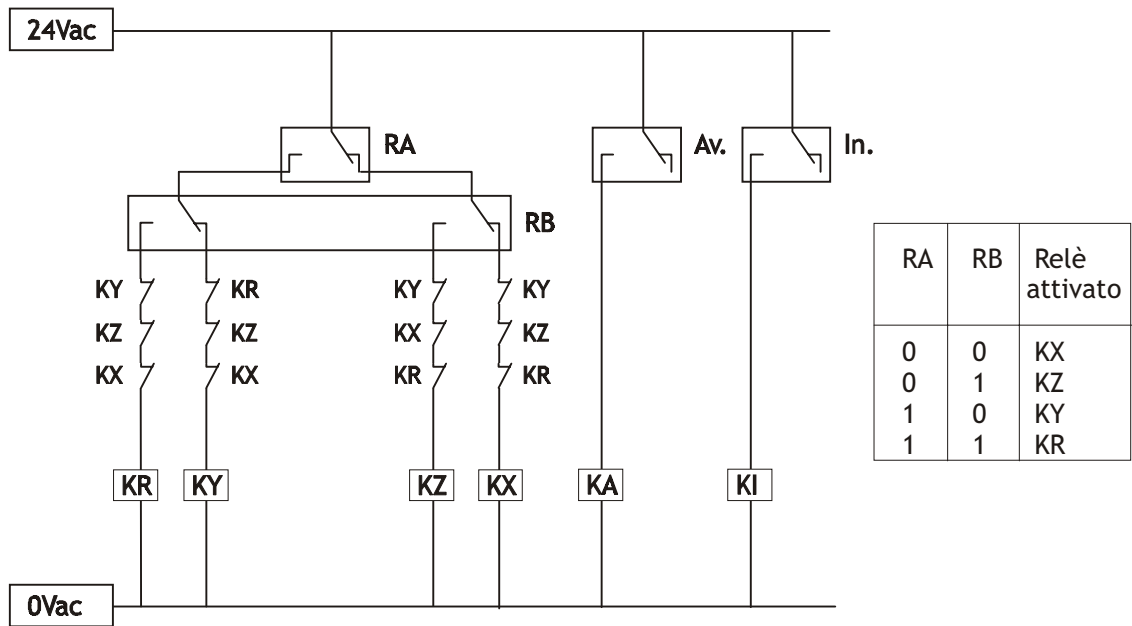 24Vac
RA
Av.
In.
RB
KY KR KY KY
KZ KZ KX KZ
KX KX KR KR
KR KY KZ KX KA KI
0Vac
RA RB Relè
attivato
0 0 KX
0 1 KZ
1 0 KY
1 1 KR